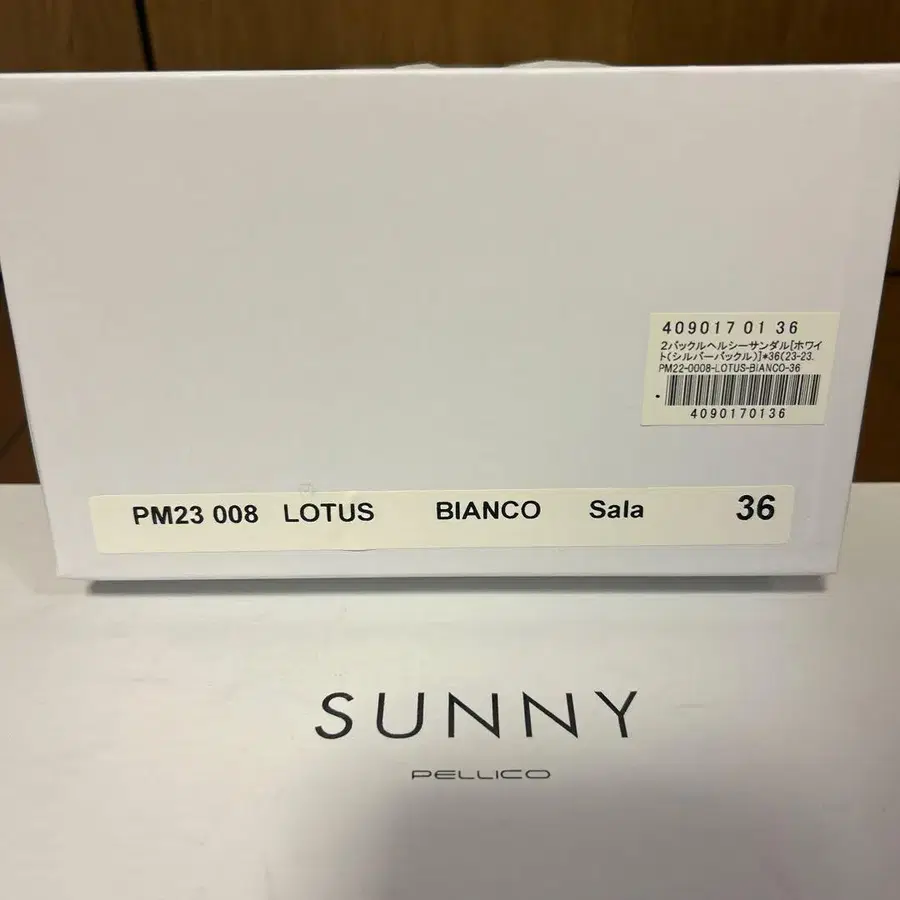 409017 01 36
2バックルヘルシーサンダル[ホワイ
ト(シルバーバックル)]*36(23-23.
PM22-0008-LOTUS-BIANCO-36
4090170136
PM23 008 LOTUS BIANCO Sala 36
SUNNY
PELLICO